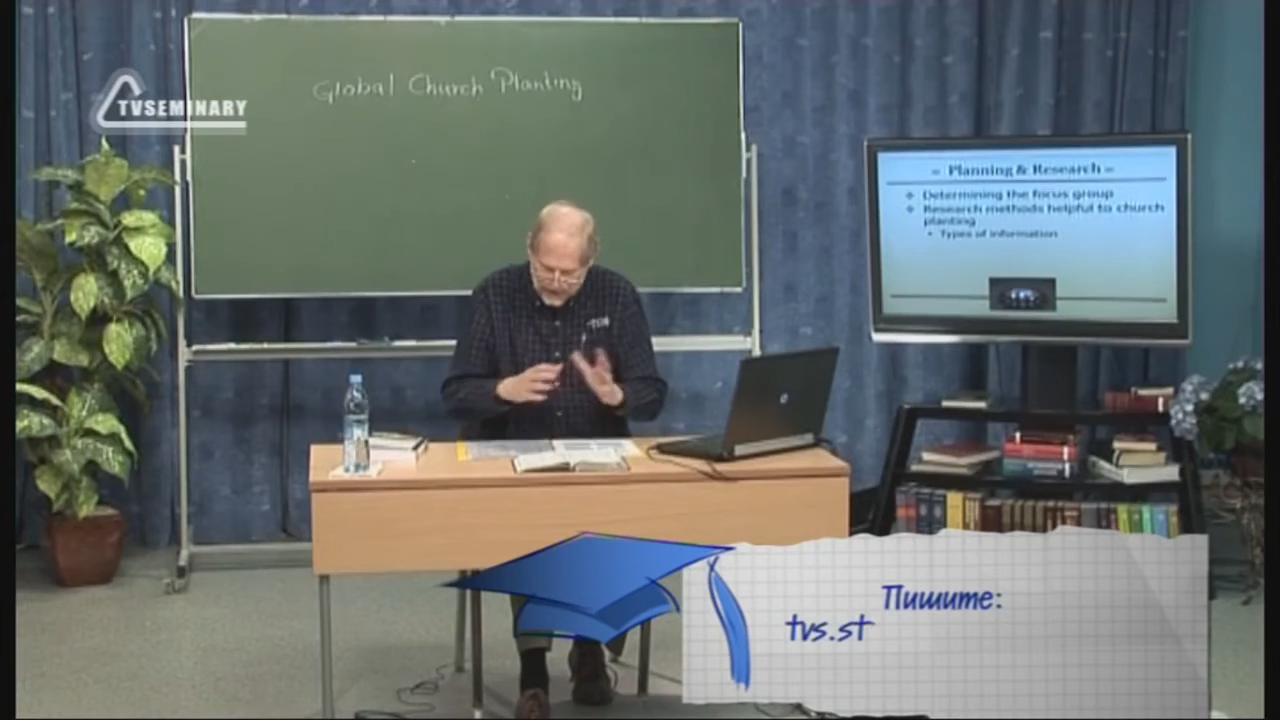 TVSEMINARY
Global Church Planting
Planning & Research
Determining the focus group
Research methods helpful to church
planting
Types of information
Пишите:
tvs.st